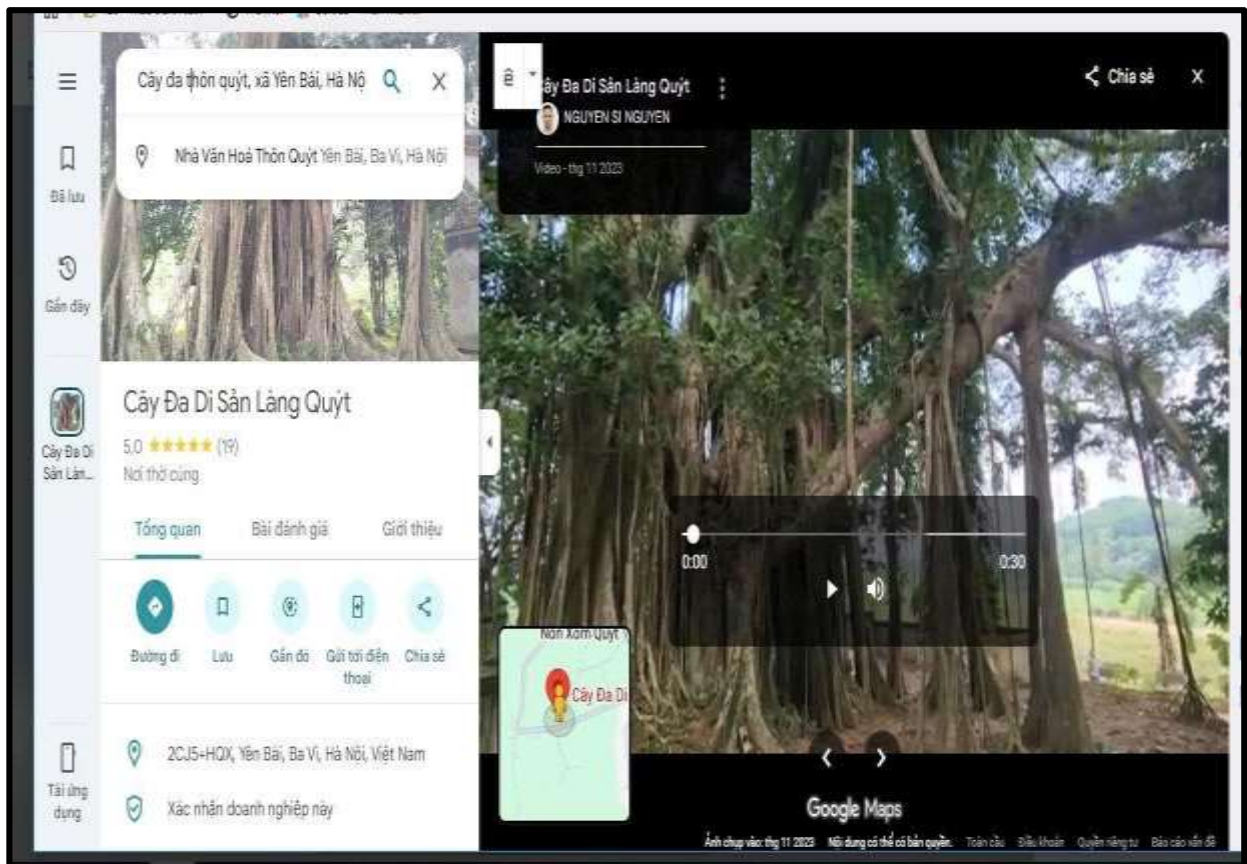 Cây đa thôn quýt, xã Yên Bài, Hà Nộ
Nhà Văn Hoá Thôn Quýt Yên Bài, Ba Vì, Hà Nội
Đã lưu
Gần đây
Cây Đa Di
Sản Làn...
Tải ứng
dụng
Cây Đa Di Sản Làng Quýt
5,0 (19)
Nơi thờ cúng
Tổng quan
Bài đánh giá
Giới thiệu
Đường đi
Lưu
Gần đó
Gửi tới điện
thoại
Chia sẻ
2CJ5+HQX, Yên Bài, Ba Vì, Hà Nội, Việt Nam
Xác nhận doanh nghiệp này
ê
ây Đa Di Sản Làng Quýt
NGUYEN SI NGUYEN
Video - thg 11 2023
Chia sẻ
X
0:00
0:30
Non Xom Quýt
Cây Đa Di
Google Maps
Ảnh chụp vào: thg 11 2023 Nội dung có thể có bản quyền. Toàn cầu Điều khoản Quyền riêng tư Báo cáo vấn đề